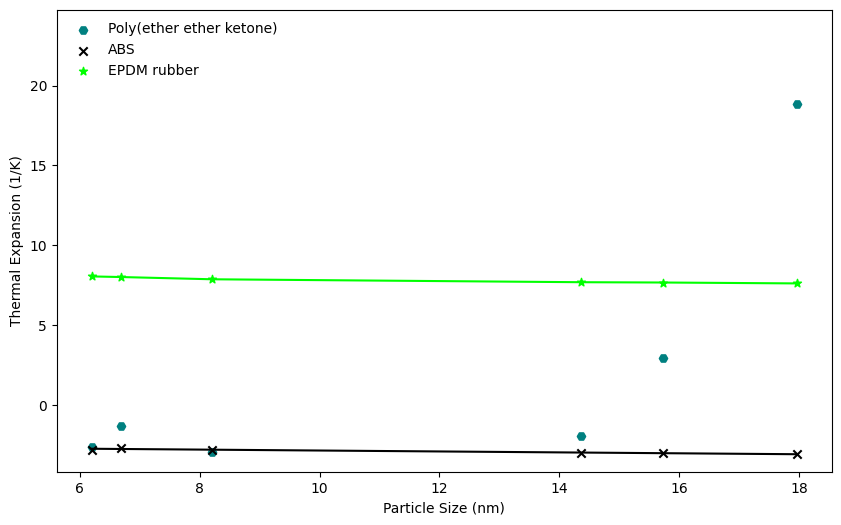 Poly(ether ether ketone)
ABS
EPDM rubber
Thermal Expansion (1/K)
20
15
10
5
0
6
8
10
12
14
16
18
Particle Size (nm)